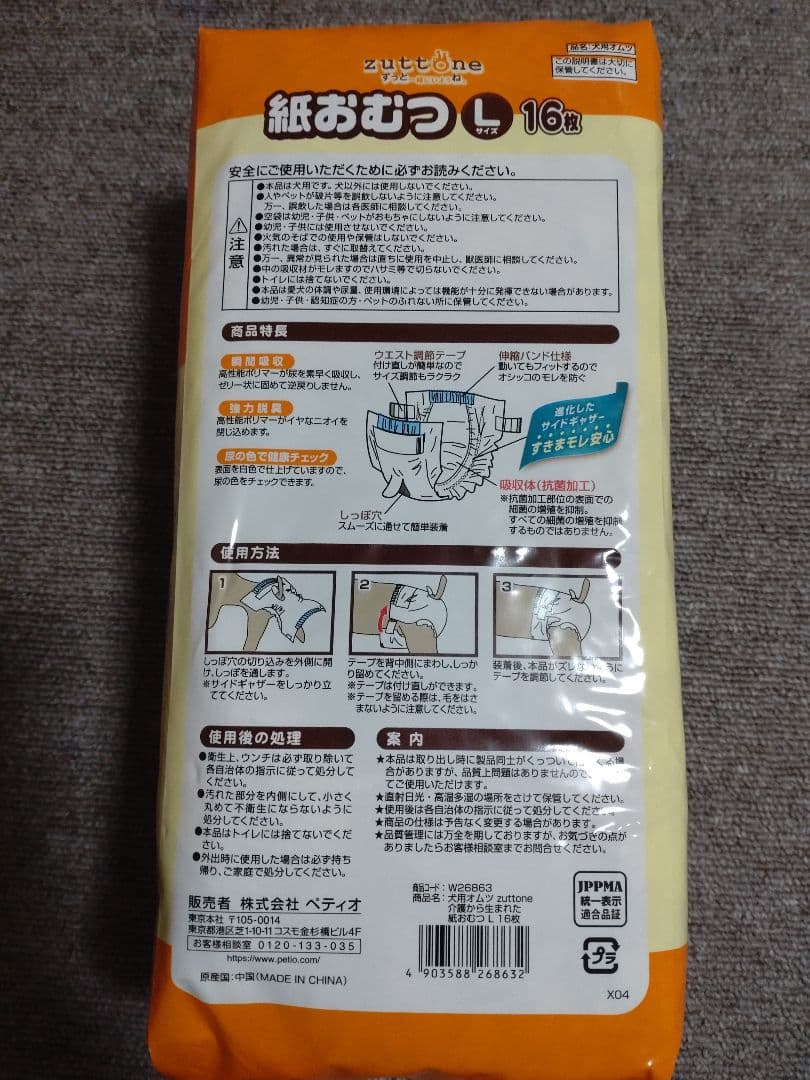 zuttone
ずっと一緒にいようね。
品名:犬用オムツ
この説明書は大切に
保管してください。
紙おむつ Lサイズ 16枚
安全にご使用いただくために必ずお読みください。
⚠注意
●本品は犬用です。犬以外には使用しないでください。
●人やペットが破片等を誤飲しないように注意してください。
万一、誤飲した場合は各医師に相談してください。
●空袋は幼児・子供・ペットがおもちゃにしないように注意してください。
●幼児・子供には使用させないでください。
●火気のそばでの使用や保管はしないでください。
●汚れた場合は、すぐに取替えてください。
●万一、異常が見られた場合は直ちに使用を中止し、獣医師に相談してください。
●中の吸収材がモレますのでハサミ等で切らないでください。
●トイレには捨てないでください。
●本品は愛犬の体調や尿量、使用環境によっては機能が十分に発揮できない場合があります。
●幼児・子供・認知症の方・ペットのふれない所に保管してください。
商品特長
瞬間吸収
高性能ポリマーが尿を素早く吸収し、
ゼリー状に固めて逆戻りしません。
強力脱臭
高性能ポリマーがイヤなニオイを
閉じ込めます。
尿の色で健康チェック
表面を白色で仕上げていますので、
尿の色をチェックできます。
ウエスト調節テープ
付け直しが簡単なので
サイズ調節もラクラク
伸縮バンド仕様
動いてもフィットするので
オシッコのモレを防ぐ
進化した
サイドギャザー
すきまモレ安心
吸収体(抗菌加工)
※抗菌加工部位の表面での
細菌の増殖を抑制。
すべての細菌の増殖を抑制
するものではありません。
しっぽ穴
スムーズに通せて簡単装着
使用方法
1
しっぽ穴の切り込みを外側に開
け、しっぽを通します。
※サイドギャザーをしっかり立
ててください。
2
テープを背中側にまわし、しっか
り留めてください。
※テープは付け直しができます。
※テープを留める際は、毛をはさ
まないように注意してください。
3
装着後、本品がズレないように
テープを調節してください。
使用後の処理
●衛生上、ウンチは必ず取り除いて
各自治体の指示に従って処分して
ください。
●汚れた部分を内側にして、小さく
丸めて不衛生にならないように
処分してください。
●本品はトイレには捨てないでくだ
さい。
●外出時に使用した場合は必ず持ち
帰り、ご家庭で処分してください。
案内
★本品は取り出し時に製品同士がくっついて くる場
合がありますが、品質上問題はありませんので、
てご使用いただけます。
★直射日光・高温多湿の場所をさけて保管してください。
★使用後は各自治体の指示に従って処分してください。
★商品の仕様は予告なく変更する場合があります。
★品質管理には万全を期しておりますが、お気づきの点が
ありましたらお客様相談室までお問合せください。
販売者 株式会社 ペティオ
東京本社 〒105-0014
東京都港区芝1-10-11コスモ金杉橋ビル4F
お客様相談室 0120-133-035
https://www.petio.com/
原産国:中国(MADE IN CHINA)
商品コード: W26863
商品名:犬用オムツ zuttone
介護から生まれた
紙おむつ L 16枚
4 903588 268632
JPPMA
統一表示
適合品証
プラ
X04